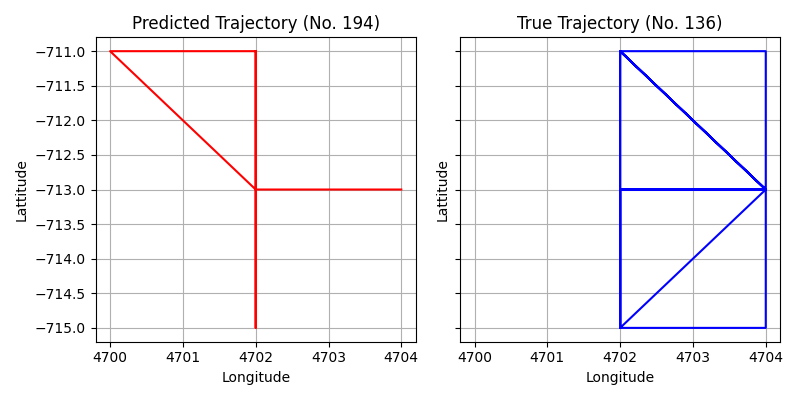 Predicted Trajectory (No. 194)
True Trajectory (No. 136)
Lattitude
−711.0
−711.5
−712.0
−712.5
−713.0
−713.5
−714.0
−714.5
−715.0
4700 4701 4702 4703 4704
Longitude
Lattitude
4700 4701 4702 4703 4704
Longitude